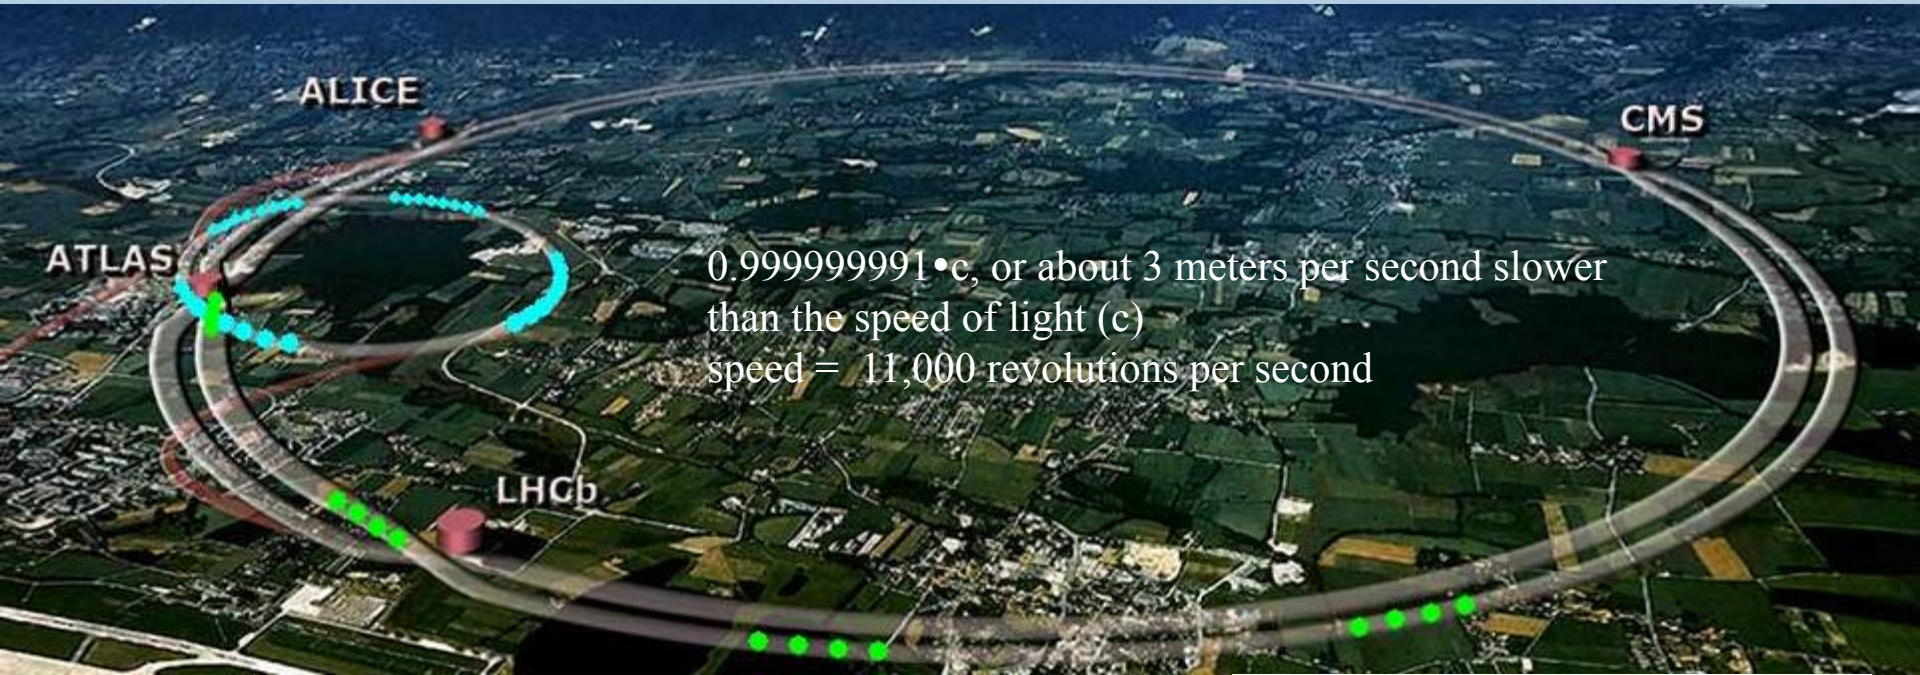 ALICE
CMS
ATLAS
0.999999991•c, or about 3 meters per second slower
than the speed of light (c)
speed =  11,000 revolutions per second
LHCb